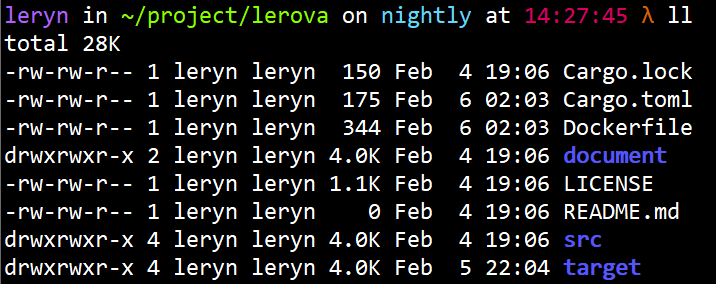 leryn in ~/project/lerova on nightly at 14:27:45 λ ll
total 28K
-rw-rw-r-- 1 leryn leryn  150 Feb  4 19:06 Cargo.lock
-rw-rw-r-- 1 leryn leryn  175 Feb  6 02:03 Cargo.toml
-rw-rw-r-- 1 leryn leryn  344 Feb  6 02:03 Dockerfile
drwxrwxr-x 2 leryn leryn 4.0K Feb  4 19:06 document
-rw-rw-r-- 1 leryn leryn 1.1K Feb  4 19:06 LICENSE
-rw-rw-r-- 1 leryn leryn    0 Feb  4 19:06 README.md
drwxrwxr-x 4 leryn leryn 4.0K Feb  4 19:06 src
drwxrwxr-x 4 leryn leryn 4.0K Feb  5 22:04 target